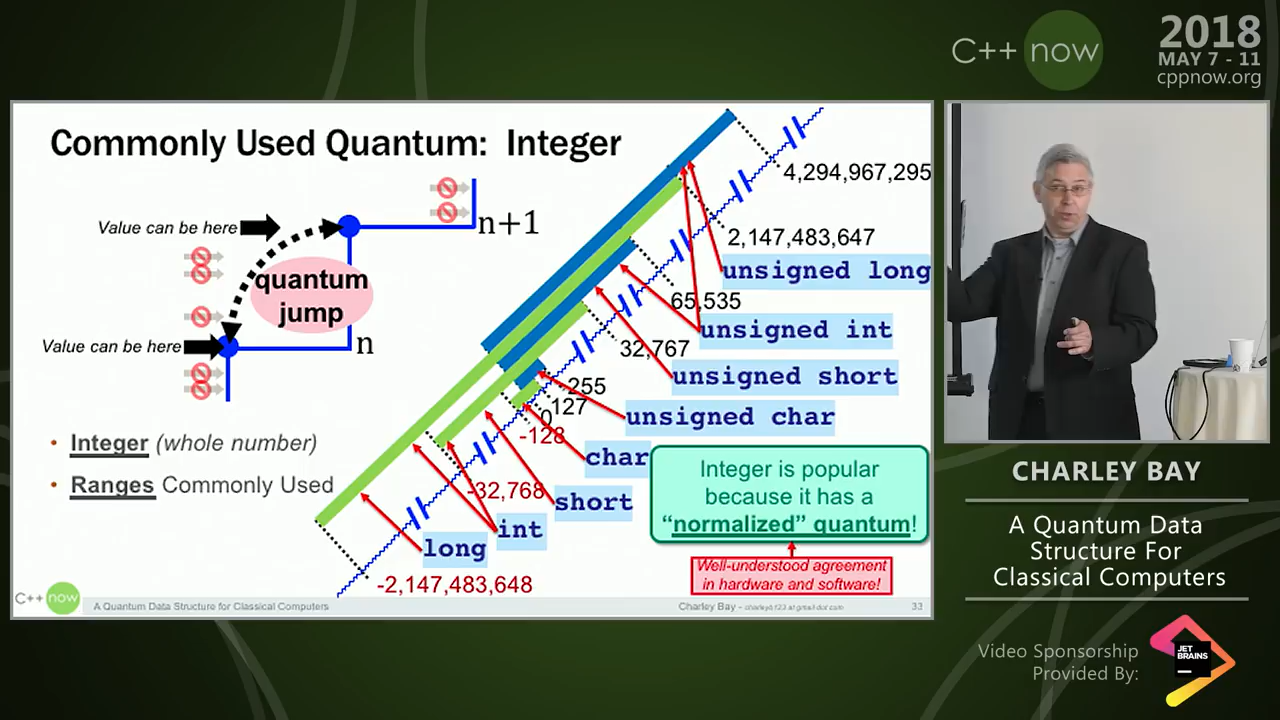 C++ now
2018
MAY 7 - 11
cppnow.org
Commonly Used Quantum: Integer
Value can be here
n+1
quantum
jump
Value can be here
n
• Integer (whole number)
• Ranges Commonly Used
4,294,967,295
2,147,483,647
unsigned long
65,535
unsigned int
32,767
unsigned short
255
127
unsigned char
0
-128
char
-32,768
short
int
long
-2,147,483,648
Integer is popular
because it has a
“normalized” quantum!
Well-understood agreement
in hardware and software!
C++ now
A Quantum Data Structure for Classical Computers
Charley Bay – charleyb123 at gmail dot com
33
CHARLEY BAY
A Quantum Data
Structure For
Classical Computers
Video Sponsorship
Provided By:
JET
BRAINS